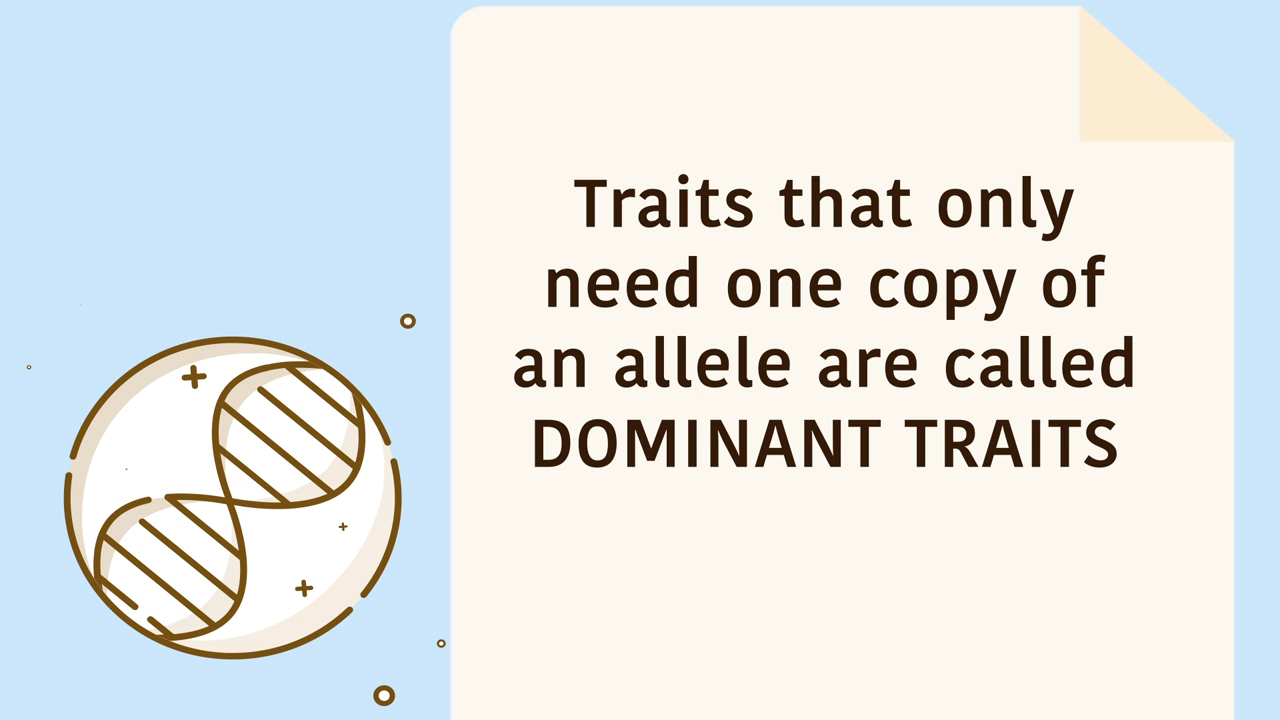 Traits that only
need one copy of
an allele are called
DOMINANT TRAITS